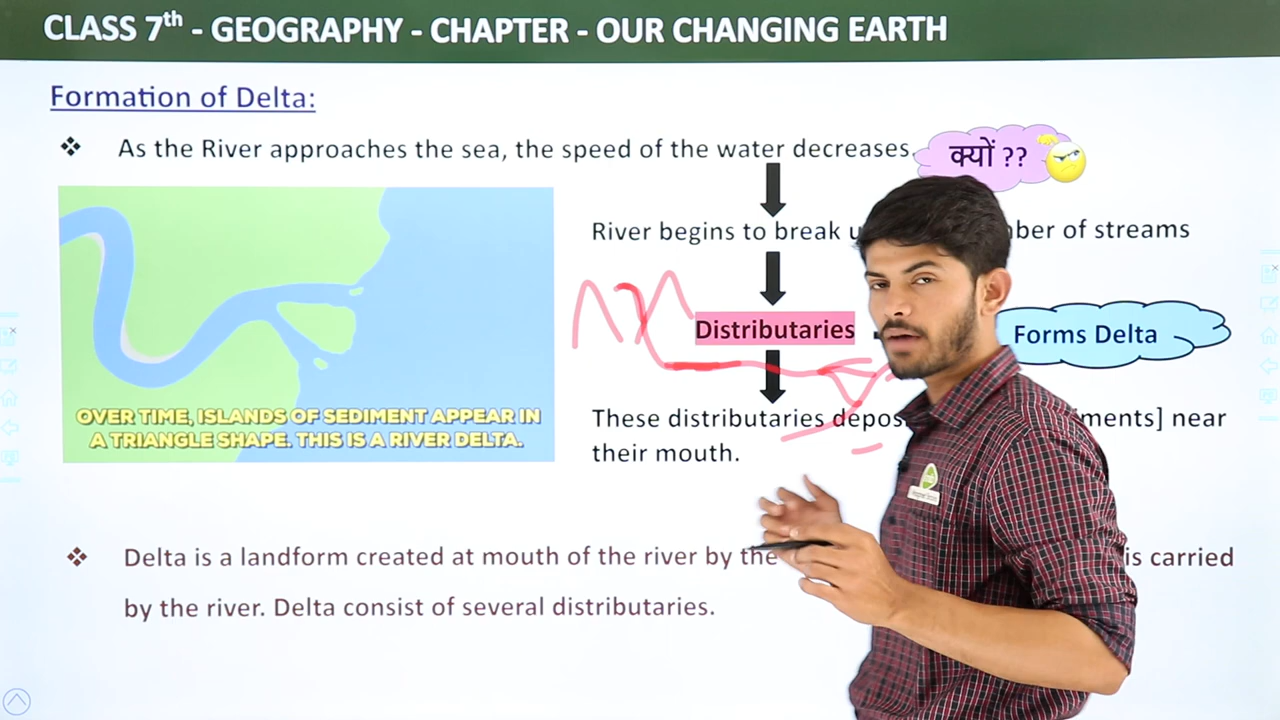 CLASS 7th - GEOGRAPHY - CHAPTER - OUR CHANGING EARTH
Formation of Delta:
❖ As the River approaches the sea, the speed of the water decreases.
क्यों ??
River begins to break u ber of streams
Distributaries
Forms Delta
OVER TIME, ISLANDS OF SEDIMENT APPEAR IN
A TRIANGLE SHAPE. THIS IS A RIVER DELTA.
These distributaries depos ments] near
their mouth.
❖ Delta is a landform created at mouth of the river by the is carried
by the river. Delta consist of several distributaries.